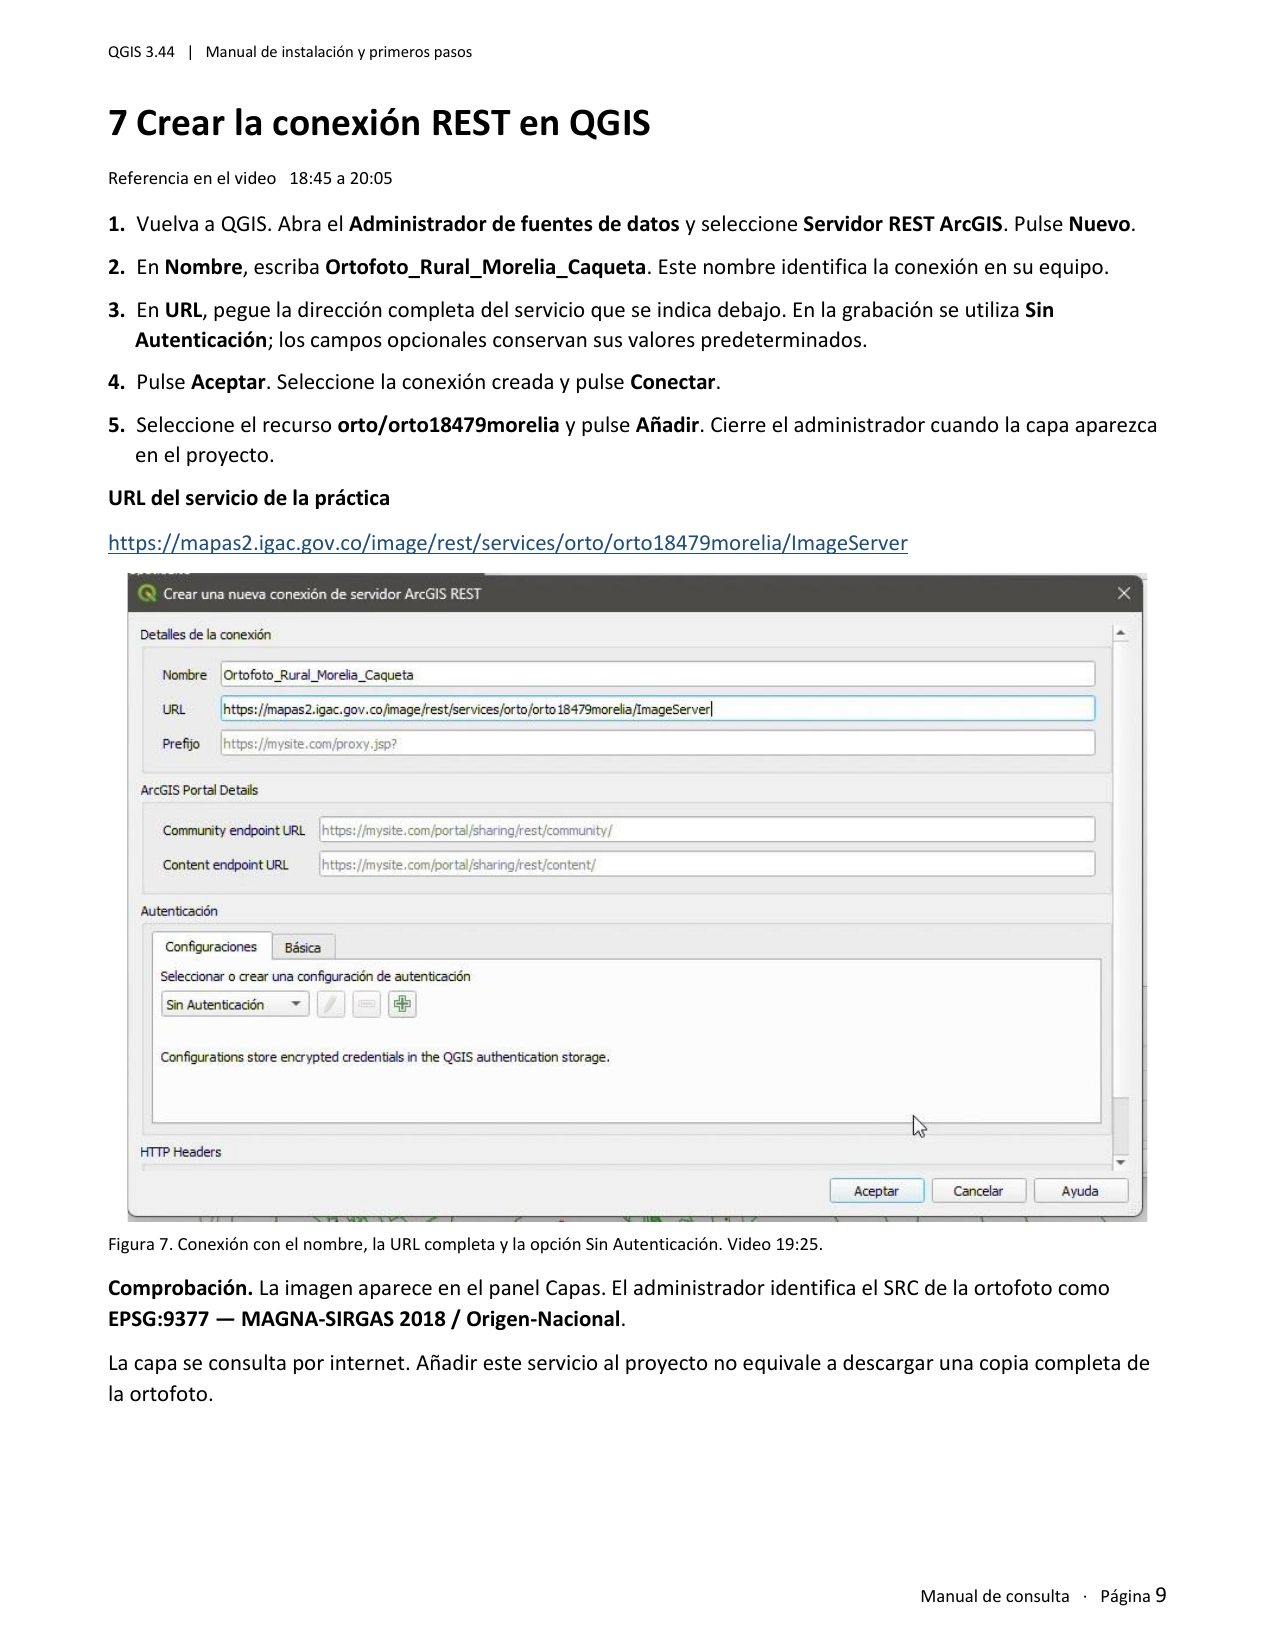 QGIS 3.44 | Manual de instalación y primeros pasos
7 Crear la conexión REST en QGIS
Referencia en el video 18:45 a 20:05
1. Vuelva a QGIS. Abra el Administrador de fuentes de datos y seleccione Servidor REST ArcGIS. Pulse Nuevo.
2. En Nombre, escriba Ortofoto_Rural_Morelia_Caqueta. Este nombre identifica la conexión en su equipo.
3. En URL, pegue la dirección completa del servicio que se indica debajo. En la grabación se utiliza Sin
Autenticación; los campos opcionales conservan sus valores predeterminados.
4. Pulse Aceptar. Seleccione la conexión creada y pulse Conectar.
5. Seleccione el recurso orto/orto18479morelia y pulse Añadir. Cierre el administrador cuando la capa aparezca
en el proyecto.
URL del servicio de la práctica
https://mapas2.igac.gov.co/image/rest/services/orto/orto18479morelia/ImageServer
Crear una nueva conexión de servidor ArcGIS REST
Detalles de la conexión
Nombre Ortofoto_Rural_Morelia_Caqueta
URL https://mapas2.igac.gov.co/image/rest/services/orto/orto18479morelia/ImageServer
Prefijo https://mysite.com/proxy.jsp?
ArcGIS Portal Details
Community endpoint URL https://mysite.com/portal/sharing/rest/community/
Content endpoint URL https://mysite.com/portal/sharing/rest/content/
Autenticación
Configuraciones Básica
Seleccionar o crear una configuración de autenticación
Sin Autenticación
Configurations store encrypted credentials in the QGIS authentication storage.
HTTP Headers
Aceptar Cancelar Ayuda
Figura 7. Conexión con el nombre, la URL completa y la opción Sin Autenticación. Video 19:25.
Comprobación. La imagen aparece en el panel Capas. El administrador identifica el SRC de la ortofoto como
EPSG:9377 — MAGNA-SIRGAS 2018 / Origen-Nacional.
La capa se consulta por internet. Añadir este servicio al proyecto no equivale a descargar una copia completa de
la ortofoto.
Manual de consulta · Página 9